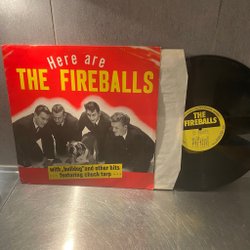 Here are
THE FIREBALLS
with „bulldog" and other hits
featuring chuck tarp
THE
FIREBALLS